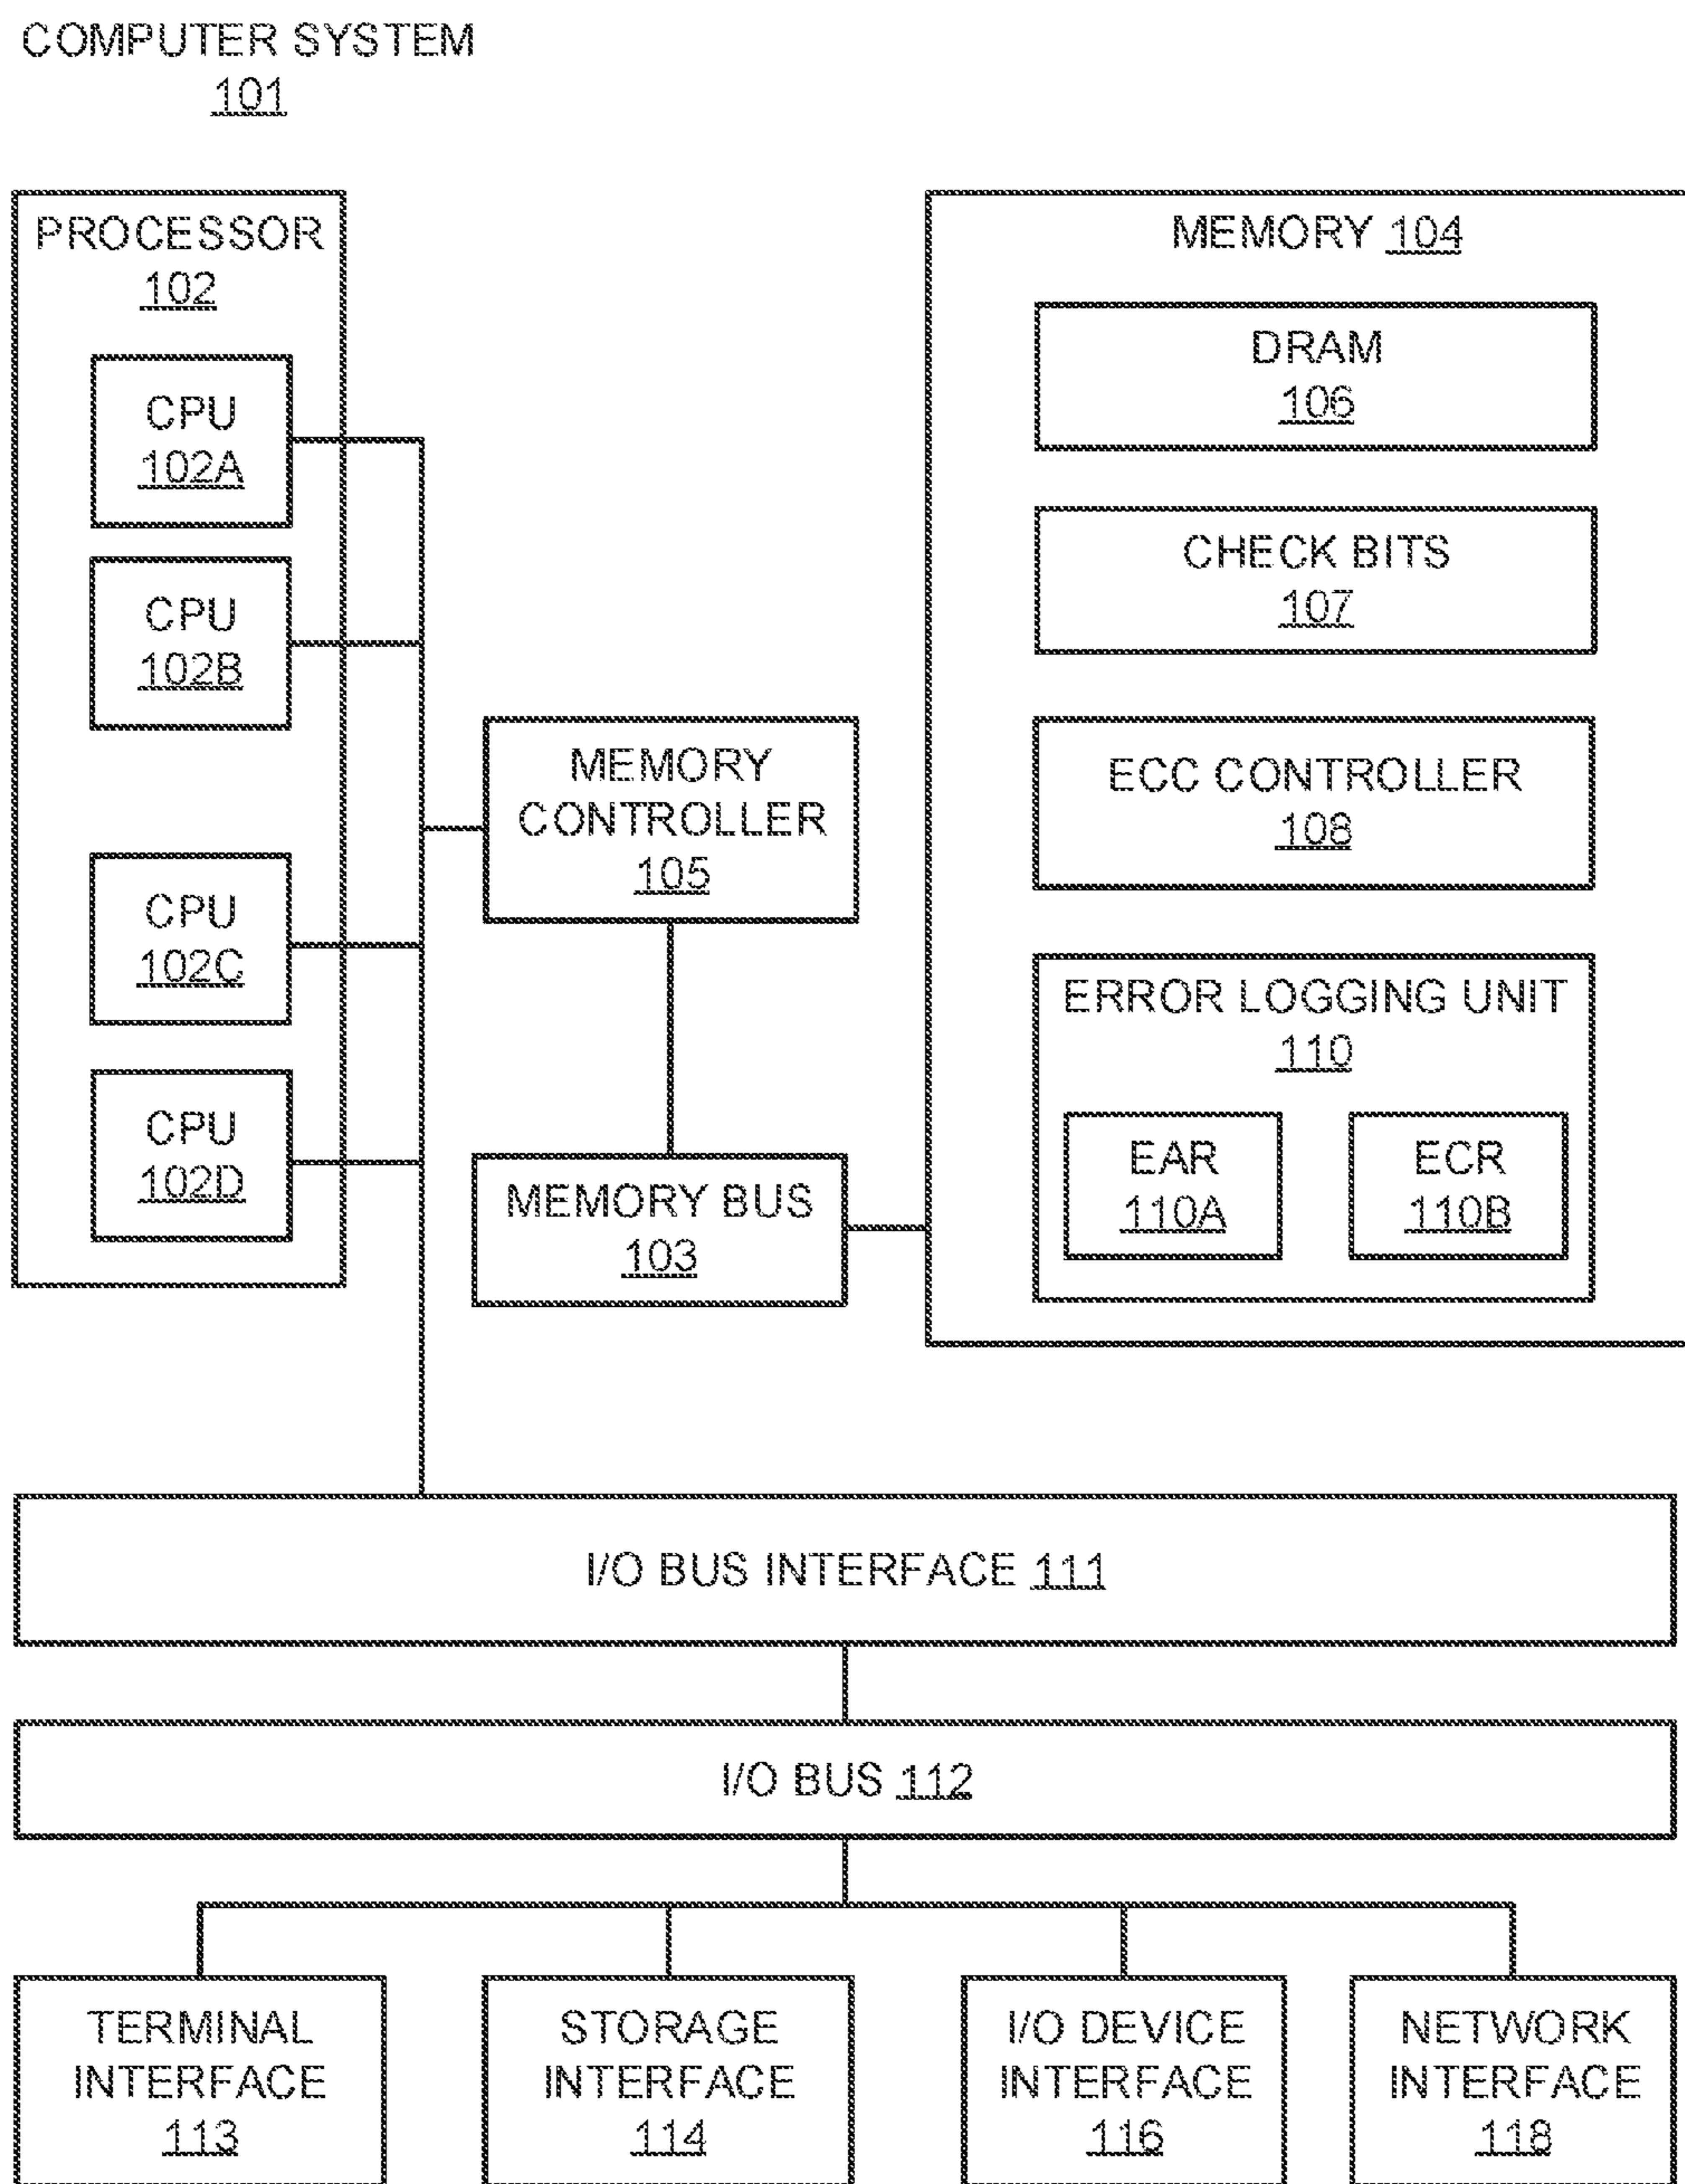 COMPUTER SYSTEM
101
PROCESSOR
102
CPU
102A
CPU
102B
CPU
102C
CPU
102D
MEMORY
CONTROLLER
105
MEMORY BUS
103
MEMORY 104
DRAM
106
CHECK BITS
107
ECC CONTROLLER
108
ERROR LOGGING UNIT
110
EAR
110A
ECR
110B
I/O BUS INTERFACE 111
I/O BUS 112
TERMINAL
INTERFACE
113
STORAGE
INTERFACE
114
I/O DEVICE
INTERFACE
116
NETWORK
INTERFACE
118